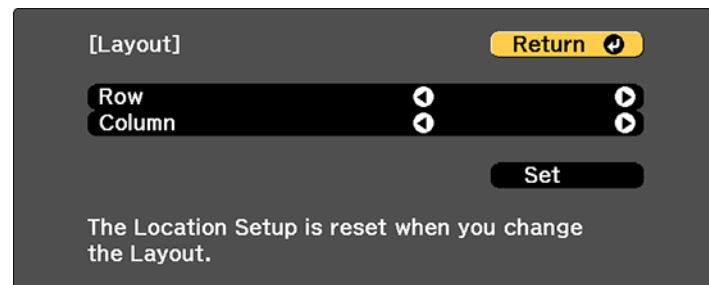 [Layout]
Return
Row
Column
Set
The Location Setup is reset when you change
the Layout.